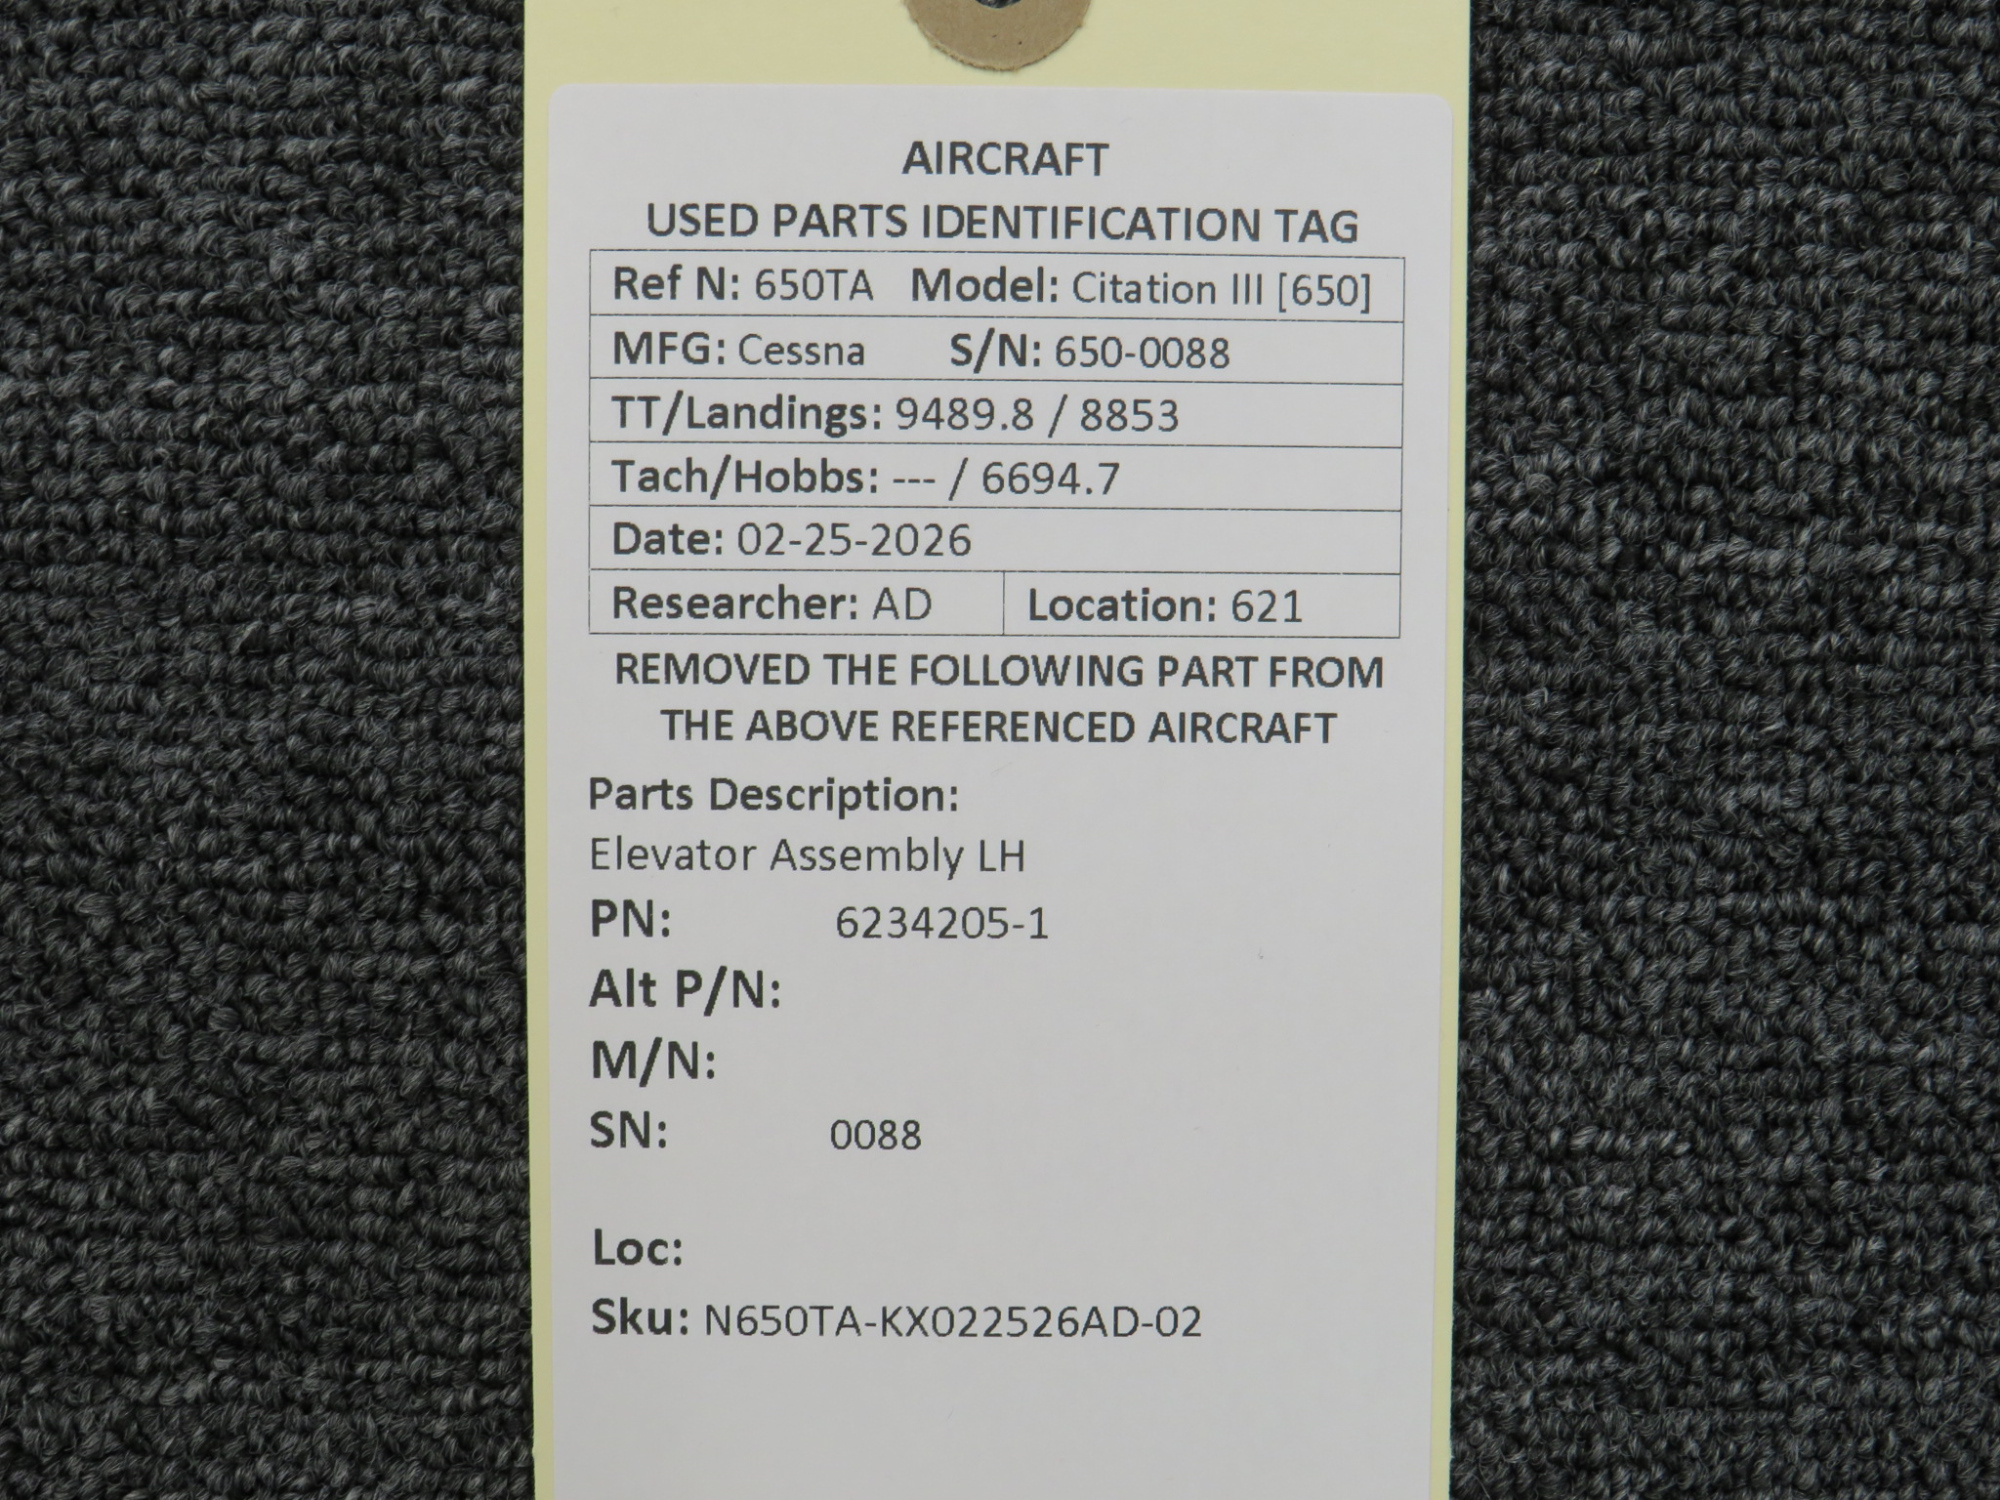 AIRCRAFT
USED PARTS IDENTIFICATION TAG
Ref N: 650TA Model: Citation III [650]
MFG: Cessna S/N: 650-0088
TT/Landings: 9489.8 / 8853
Tach/Hobbs: --- / 6694.7
Date: 02-25-2026
Researcher: AD Location: 621
REMOVED THE FOLLOWING PART FROM
THE ABOVE REFERENCED AIRCRAFT
Parts Description:
Elevator Assembly LH
PN: 6234205-1
Alt P/N:
M/N:
SN: 0088
Loc:
Sku: N650TA-KX022526AD-02